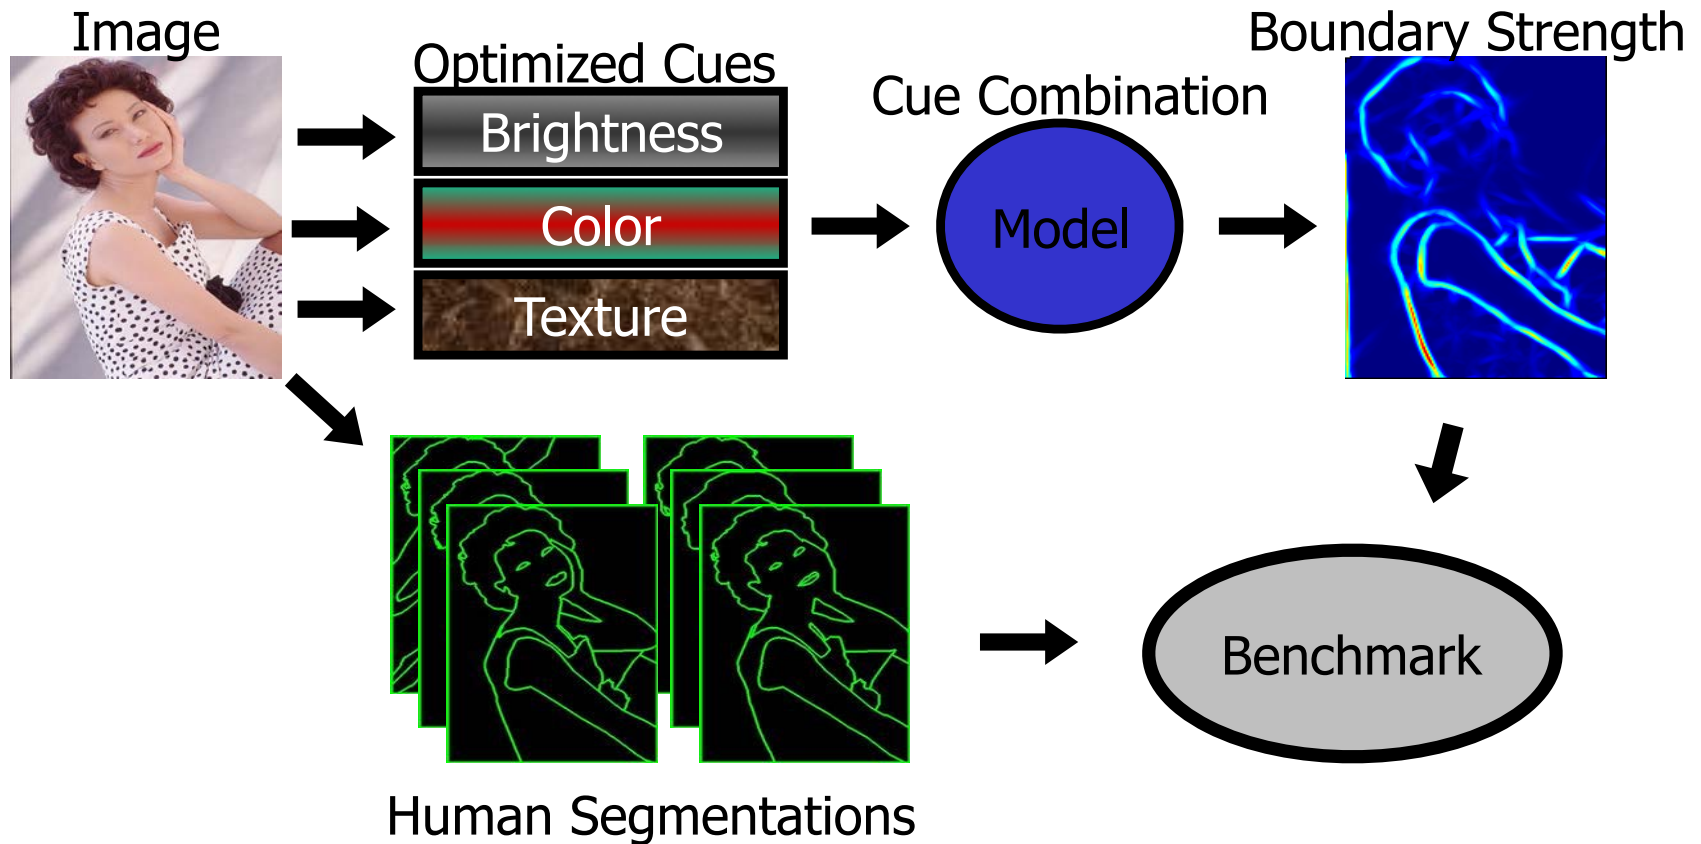 Image
Optimized Cues
Brightness
Color
Texture
Cue Combination
Model
Boundary Strength
Human Segmentations
Benchmark